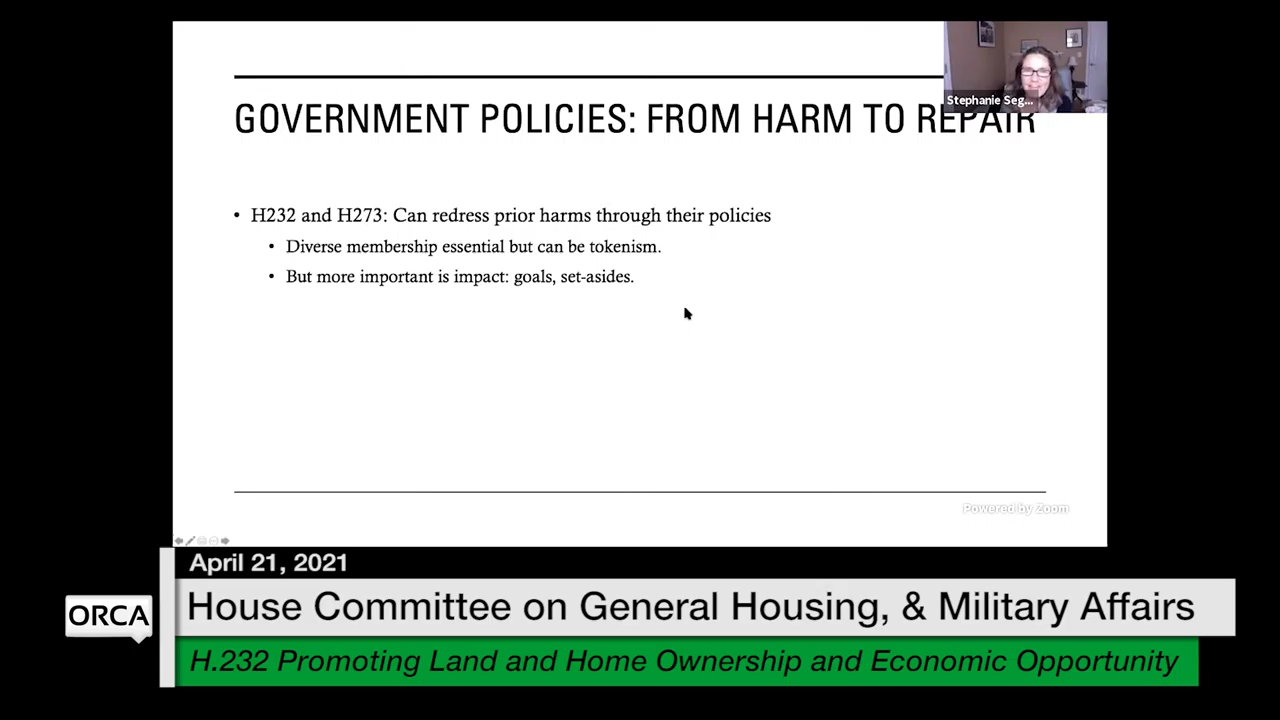 Stephanie Seg...
GOVERNMENT POLICIES: FROM HARM TO REPAIR
• H232 and H273: Can redress prior harms through their policies
• Diverse membership essential but can be tokenism.
• But more important is impact: goals, set-asides.
Powered by Zoom
April 21, 2021
ORCA
House Committee on General Housing, & Military Affairs
H.232 Promoting Land and Home Ownership and Economic Opportunity